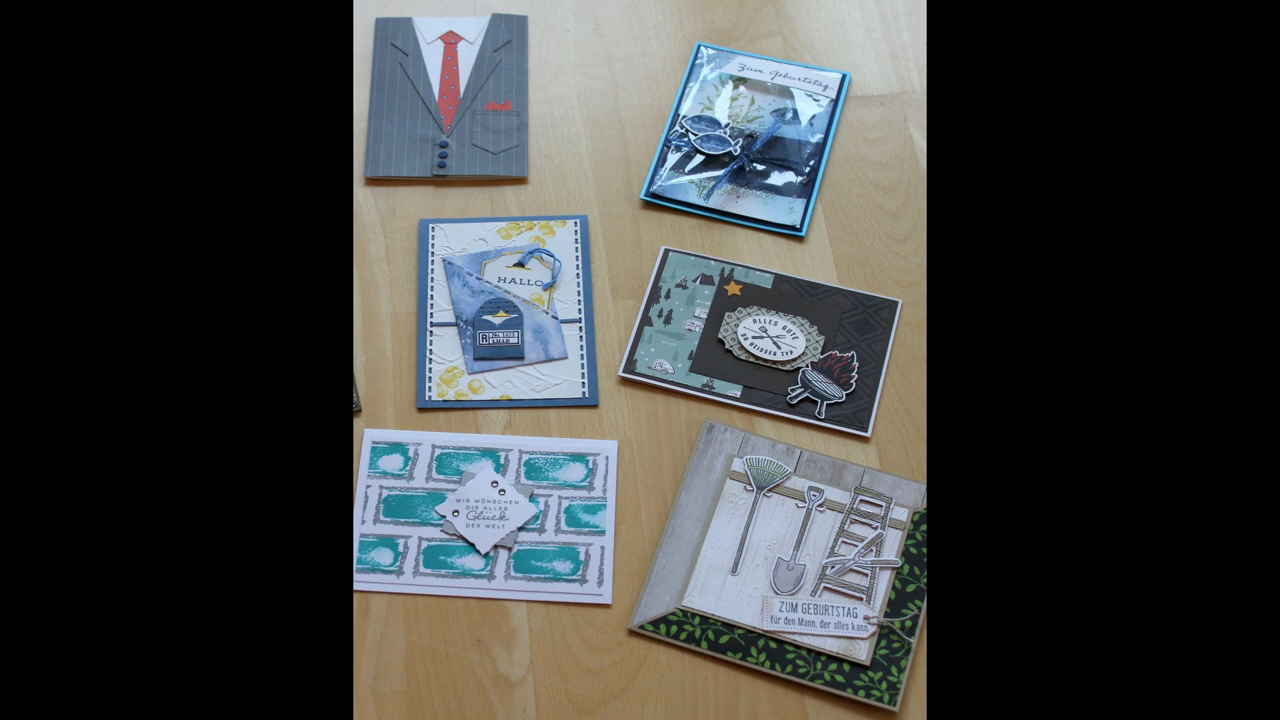 Zum Geburtstag
HALLO
ALLES GUTE
DU HEISSER TYP
WIR WÜNSCHEN
DIR ALLES
Glück
DER WELT
ZUM GEBURTSTAG
für den Mann, der alles kann